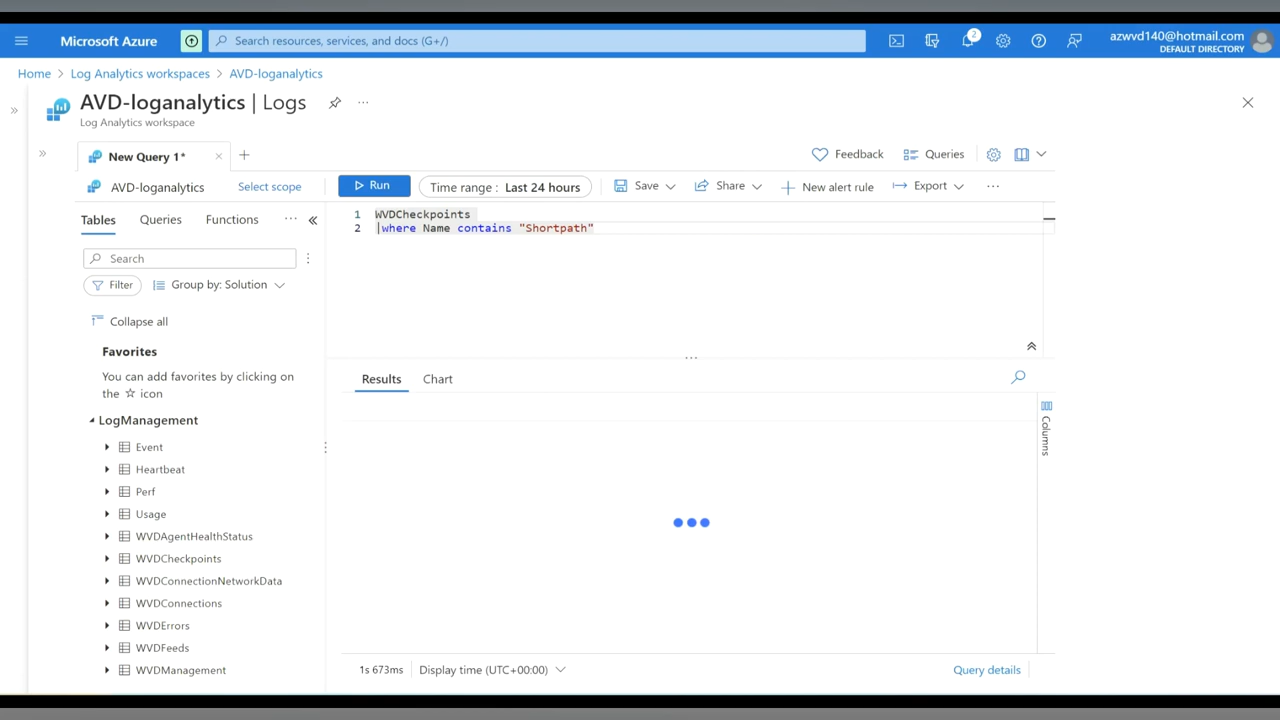 Microsoft Azure
Search resources, services, and docs (G+/)
2
azwvd140@hotmail.com
DEFAULT DIRECTORY
Home > Log Analytics workspaces > AVD-loganalytics
AVD-loganalytics | Logs
Log Analytics workspace
New Query 1*
Feedback
Queries
AVD-loganalytics
Select scope
Run
Time range : Last 24 hours
Save
Share
New alert rule
Export
Tables
Queries
Functions
1 WVDCheckpoints
2 |where Name contains "Shortpath"
Search
Filter
Group by: Solution
Collapse all
Favorites
You can add favorites by clicking on
the ☆ icon
LogManagement
Event
Heartbeat
Perf
Usage
WVDAgentHealthStatus
WVDCheckpoints
WVDConnectionNetworkData
WVDConnections
WVDErrors
WVDFeeds
WVDManagement
Results
Chart
Columns
1s 673ms
Display time (UTC+00:00)
Query details